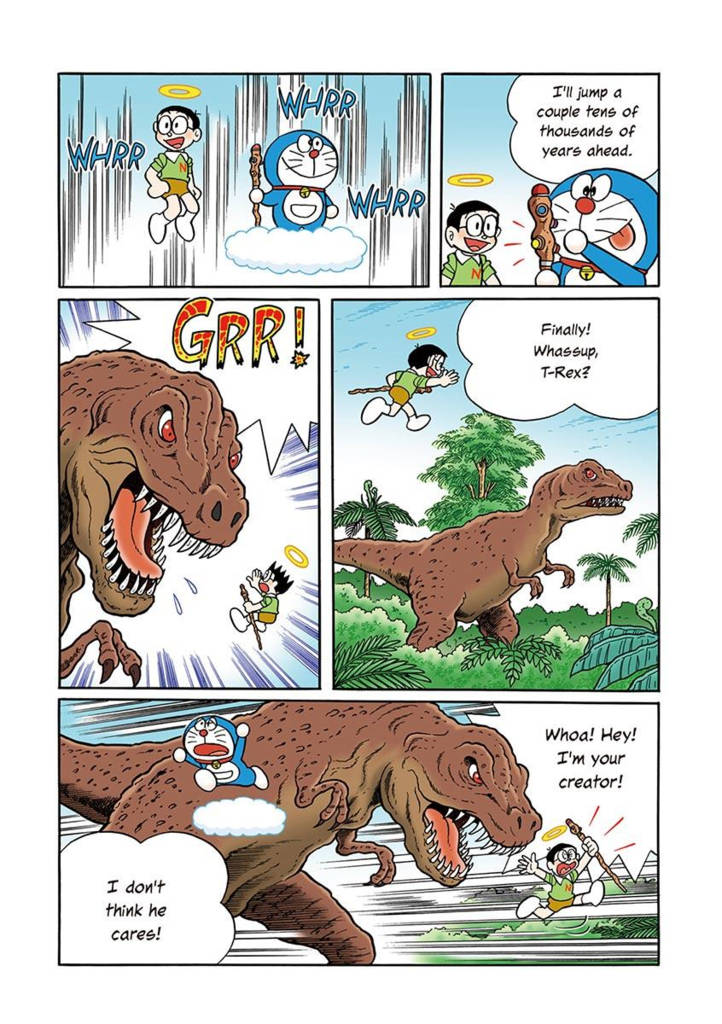 I'll jump a
couple tens of
thousands of
years ahead.
N
WHRR
WHRR
WHRR
N
Finally!
Whassup,
T-Rex?
GRR!
Whoa! Hey!
I'm your
creator!
N
I don't
think he
cares!